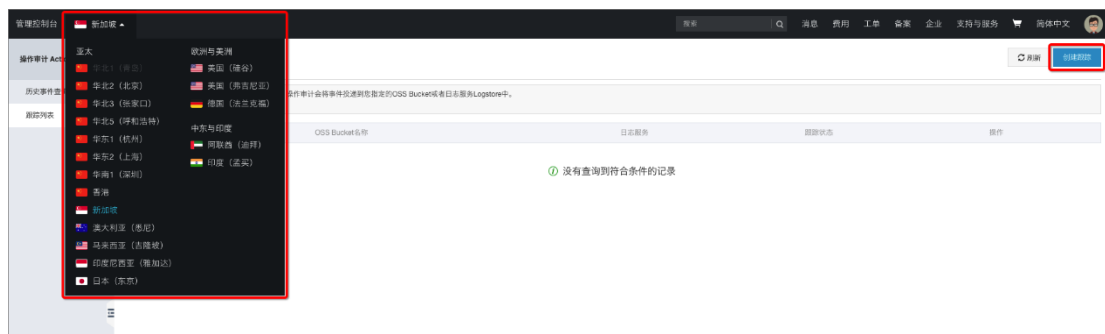 管理控制台 新加坡 搜索 消息 费用 工单 备案 企业 支持与服务 简体中文
操作审计 Act
刷新 创建跟踪
历史事件查
跟踪列表
亚太
华北1（青岛）
华北2（北京）
华北3（张家口）
华北5（呼和浩特）
华东1（杭州）
华东2（上海）
华南1（深圳）
香港
新加坡
澳大利亚（悉尼）
马来西亚（吉隆坡）
印度尼西亚（雅加达）
日本（东京）
欧洲与美洲
美国（硅谷）
美国（弗吉尼亚）
德国（法兰克福）
中东与印度
阿联酋（迪拜）
印度（孟买）
操作审计会将事件投递到您指定的OSS Bucket或者日志服务Logstore中。
OSS Bucket名称 日志服务 跟踪状态 操作
没有查询到符合条件的记录